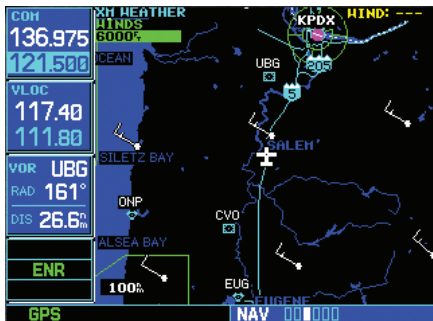 COM
136.975
121.500
VLOC
117.40
111.80
VOR UBG
RAD 161°
DIS 26.6nm
ENR
GPS
XM WEATHER
WINDS
6000FT
OCEAN
KPDX
WIND: ---
UBG
205
5
SALEM
SILETZ BAY
ONP
CVO
ALSEA BAY
100nm
EUG
EUGENE
NAV